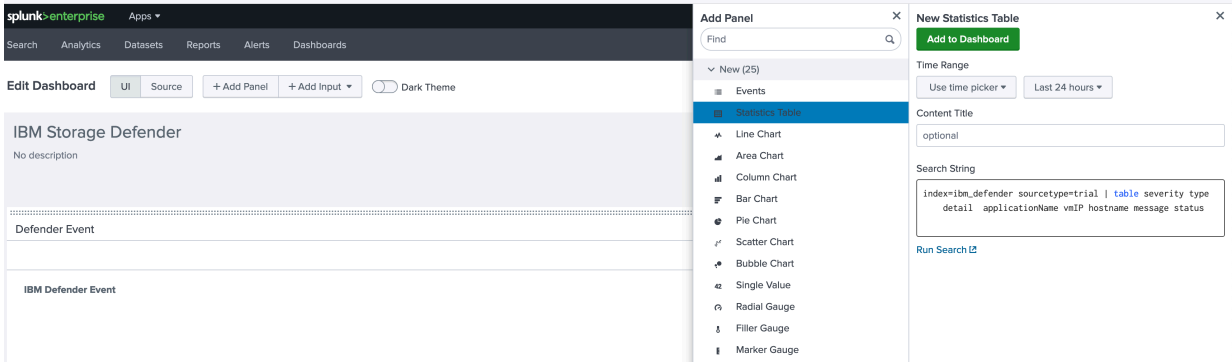 splunk>enterprise Apps ▾
Search Analytics Datasets Reports Alerts Dashboards
Edit Dashboard UI Source + Add Panel + Add Input ▾ Dark Theme
IBM Storage Defender
No description
Defender Event
IBM Defender Event
Add Panel
Find
New (25)
Events
Statistics Table
Line Chart
Area Chart
Column Chart
Bar Chart
Pie Chart
Scatter Chart
Bubble Chart
42 Single Value
Radial Gauge
Filler Gauge
Marker Gauge
New Statistics Table
Add to Dashboard
Time Range
Use time picker ▾ Last 24 hours ▾
Content Title
optional
Search String
index=ibm_defender sourcetype=trial | table severity type
detail applicationName vmIP hostname message status
Run Search